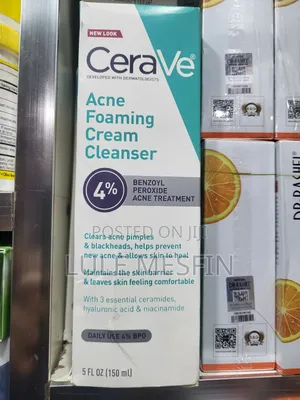 NEW LOOK
CeraVe
DEVELOPED WITH DERMATOLOGISTS
Acne
Foaming
Cream
Cleanser
4%
BENZOYL
PEROXIDE
ACNE TREATMENT
POSTED ON JIJI
Clears acne pimples
& blackheads, helps prevent
new acne & allows skin to heal
LULE MESFIN
Maintains the skin barrier
& leaves skin feeling comfortable
With 3 essential ceramides,
hyaluronic acid & niacinamide
DAILY USE 4% BPO
5 FL OZ (150 ml)
DR.RASHEL